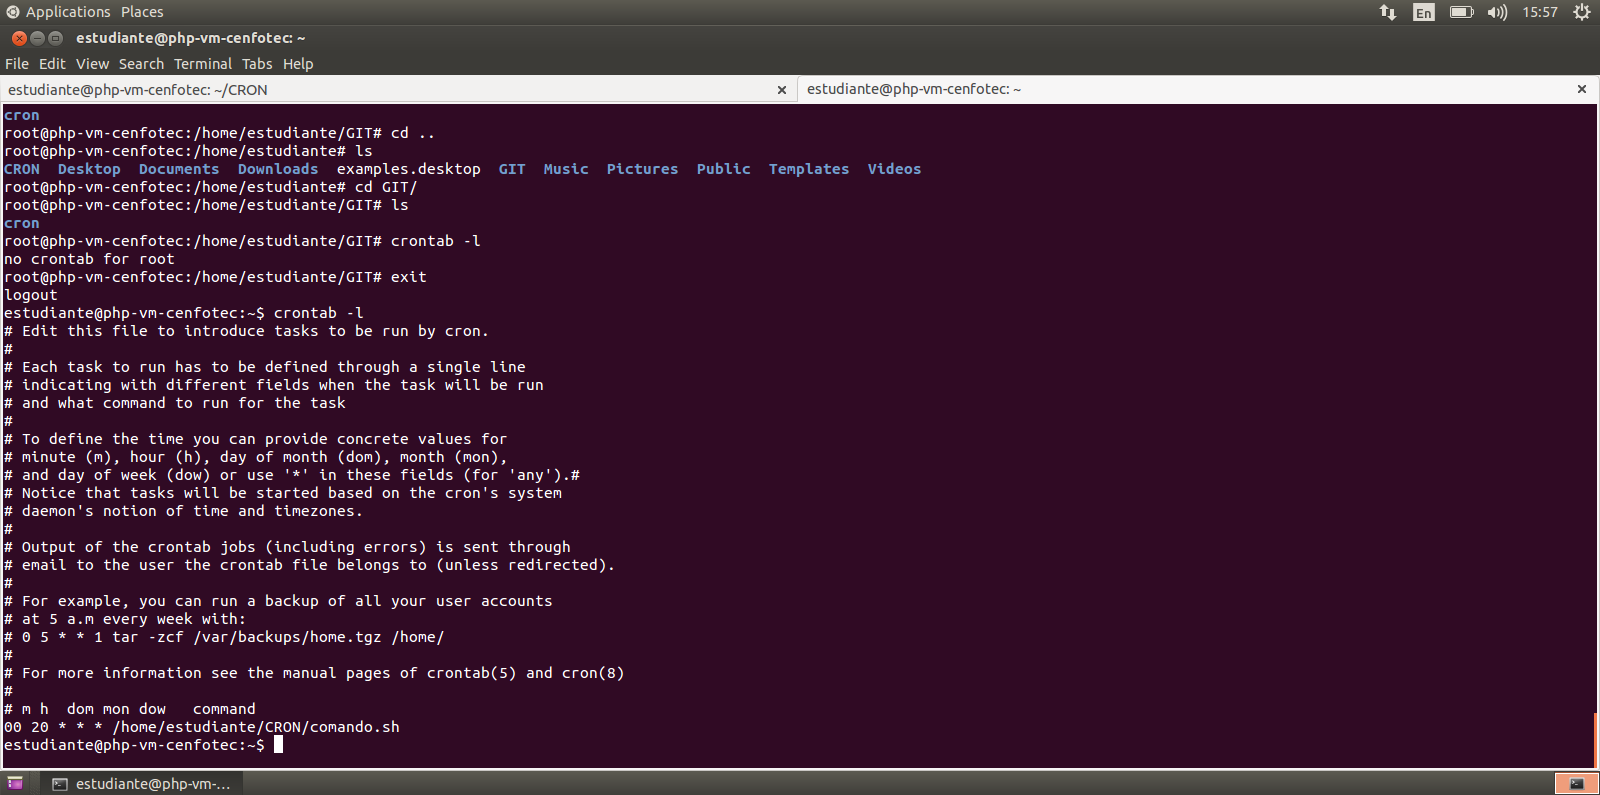 Applications Places
En 15:57
estudiante@php-vm-cenfotec: ~
File Edit View Search Terminal Tabs Help
estudiante@php-vm-cenfotec: ~/CRON
estudiante@php-vm-cenfotec: ~
cron
root@php-vm-cenfotec:/home/estudiante/GIT# cd ..
root@php-vm-cenfotec:/home/estudiante# ls
CRON  Desktop  Documents  Downloads  examples.desktop  GIT  Music  Pictures  Public  Templates  Videos
root@php-vm-cenfotec:/home/estudiante# cd GIT/
root@php-vm-cenfotec:/home/estudiante/GIT# ls
cron
root@php-vm-cenfotec:/home/estudiante/GIT# crontab -l
no crontab for root
root@php-vm-cenfotec:/home/estudiante/GIT# exit
logout
estudiante@php-vm-cenfotec:~$ crontab -l
# Edit this file to introduce tasks to be run by cron.
#
# Each task to run has to be defined through a single line
# indicating with different fields when the task will be run
# and what command to run for the task
#
# To define the time you can provide concrete values for
# minute (m), hour (h), day of month (dom), month (mon),
# and day of week (dow) or use '*' in these fields (for 'any').#
# Notice that tasks will be started based on the cron's system
# daemon's notion of time and timezones.
#
# Output of the crontab jobs (including errors) is sent through
# email to the user the crontab file belongs to (unless redirected).
#
# For example, you can run a backup of all your user accounts
# at 5 a.m every week with:
# 0 5 * * 1 tar -zcf /var/backups/home.tgz /home/
#
# For more information see the manual pages of crontab(5) and cron(8)
#
# m h  dom mon dow   command
00 20 * * * /home/estudiante/CRON/comando.sh
estudiante@php-vm-cenfotec:~$
estudiante@php-vm-...